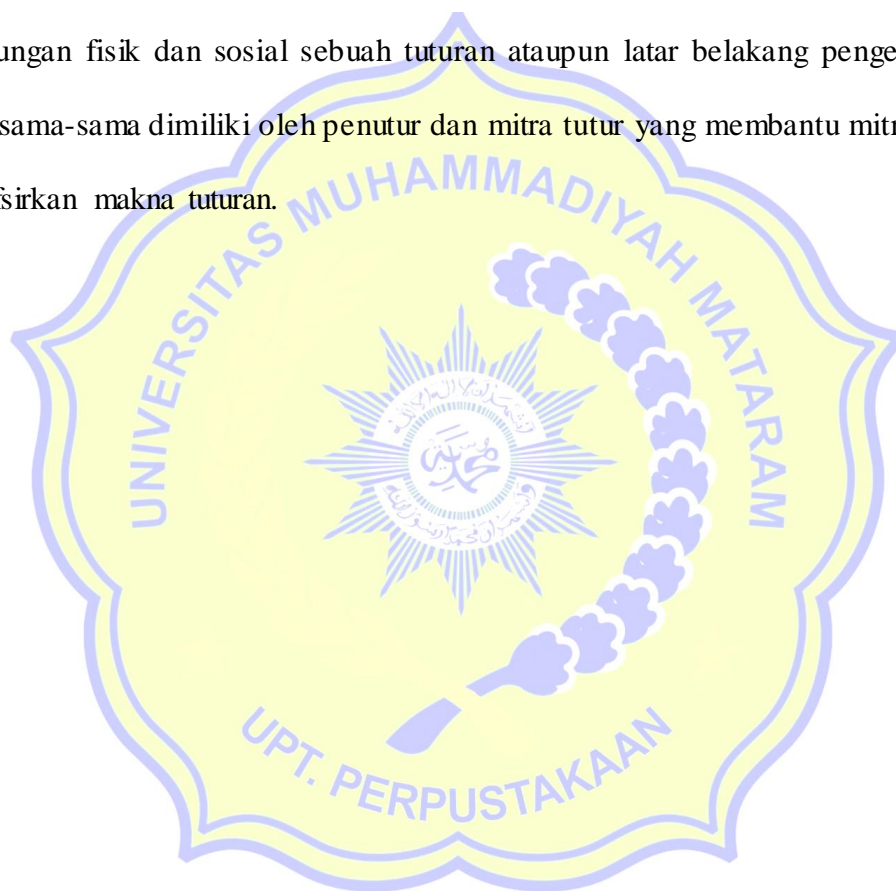 ungan fisik dan sosial sebuah tuturan ataupun latar belakang penge
sama-sama dimiliki oleh penutur dan mitra tutur yang membantu mitr
sirkan makna tuturan.
UNIVERSITAS MUHAMMADIYAH MATARAM
UPT. PERPUSTAKAAN